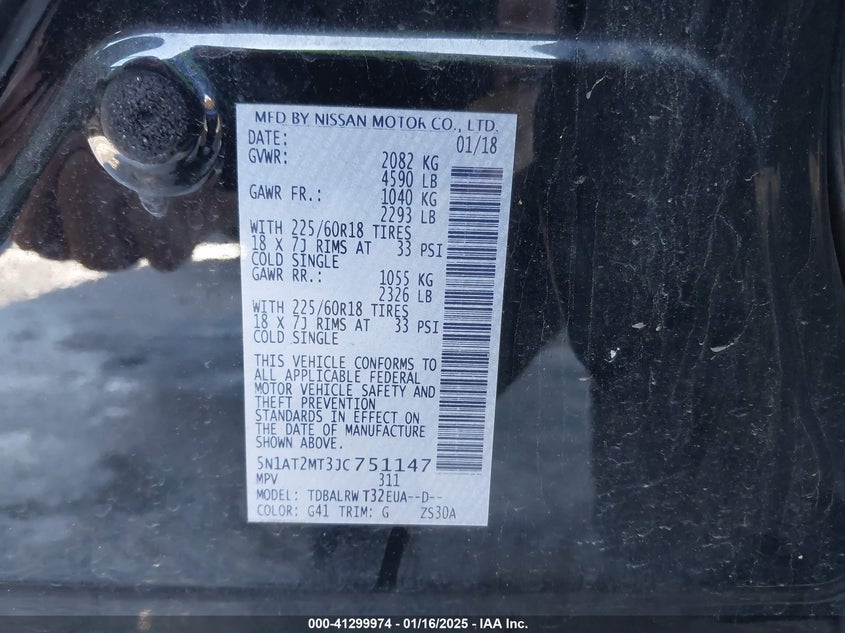 MFD BY NISSAN MOTOR CO., LTD.
DATE: 01/18
GVWR: 2082 KG
4590 LB
GAWR FR.: 1040 KG
2293 LB
WITH 225/60R18 TIRES
18 X 7J RIMS AT 33 PSI
COLD SINGLE
GAWR RR.: 1055 KG
2326 LB
WITH 225/60R18 TIRES
18 X 7J RIMS AT 33 PSI
COLD SINGLE
THIS VEHICLE CONFORMS TO
ALL APPLICABLE FEDERAL
MOTOR VEHICLE SAFETY AND
THEFT PREVENTION
STANDARDS IN EFFECT ON
THE DATE OF MANUFACTURE
SHOWN ABOVE.
5N1AT2MT3JC751147
MPV 311
MODEL: TDBALRW T32EUA--D--
COLOR: G41 TRIM: G ZS30A
000-41299974 - 01/16/2025 - IAA Inc.